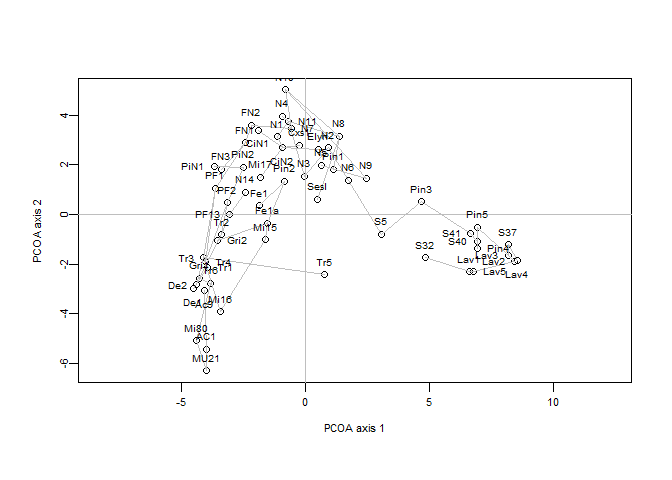 N10
N4
FN2
N11
N1
N7
N8
FN1
Cxs
Elyn
N2
CiN1
FN3
PiN2
PiN1
Mi17
CiN2
Pin1
PF1
Pin2
N3
N6
N9
N14
PF2
Fe1
Sesl
Pin3
PF13
Fe1a
Tr2
Mi15
S5
Pin5
Gri2
S41
S37
S40
S32
Pin4
Tr3
Tr4
Tr5
Lav1
Lav3
Lav2
Tr1
Lav5
Lav4
De2
Mi16
Mi80
AC1
MU21
4
2
0
-2
-4
-6
PCOA axis 2
-5
0
5
10
PCOA axis 1